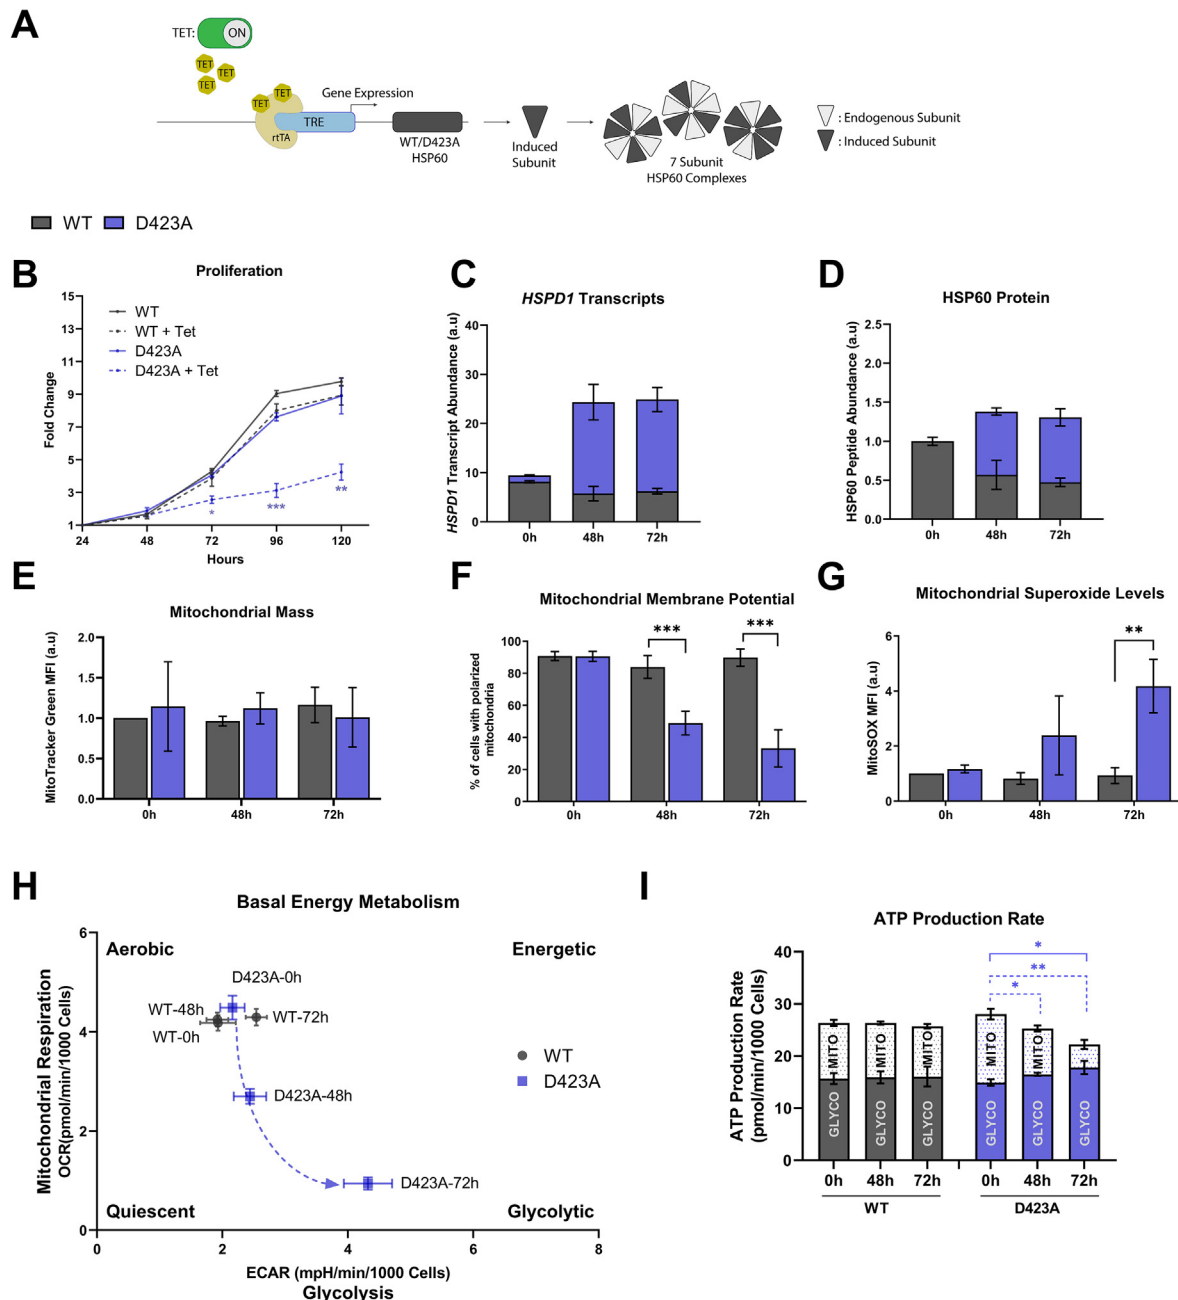 A
TET: ON
TET
TET
TET
TET
TET
Gene Expression
TRE
rtTA
WT/D423A
HSP60
Induced
Subunit
7 Subunit
HSP60 Complexes
: Endogenous Subunit
: Induced Subunit
WT D423A
B
Proliferation
Fold Change
15
13
11
9
7
5
3
1
WT
WT + Tet
D423A
D423A + Tet
*
***
**
24 48 72 96 120
Hours
C
HSPD1 Transcripts
HSPD1 Transcript Abundance (a.u)
40
30
20
10
0
0h 48h 72h
D
HSP60 Protein
HSP60 Peptide Abundance (a.u)
2.5
2.0
1.5
1.0
0.5
0.0
0h 48h 72h
E
Mitochondrial Mass
MitoTracker Green MFI (a.u)
2.0
1.5
1.0
0.5
0.0
0h 48h 72h
F
Mitochondrial Membrane Potential
% of cells with polarized
mitochondria
100
80
60
40
20
0
*** ***
0h 48h 72h
G
Mitochondrial Superoxide Levels
MitoSOX MFI (a.u)
6
4
2
0
**
0h 48h 72h
H
Basal Energy Metabolism
Mitochondrial Respiration
OCR(pmol/min/1000 Cells)
6
4
2
0
Aerobic Energetic
D423A-0h
WT-48h
WT-72h
WT-0h
WT
D423A
D423A-48h
D423A-72h
Quiescent Glycolytic
0 2 4 6 8
ECAR (mpH/min/1000 Cells)
Glycolysis
I
ATP Production Rate
ATP Production Rate
(pmol/min/1000 Cells)
40
30
20
10
0
*
**
*
MITO MITO MITO MITO
GLYCO GLYCO GLYCO GLYCO GLYCO GLYCO
0h 48h 72h 0h 48h 72h
WT D423A